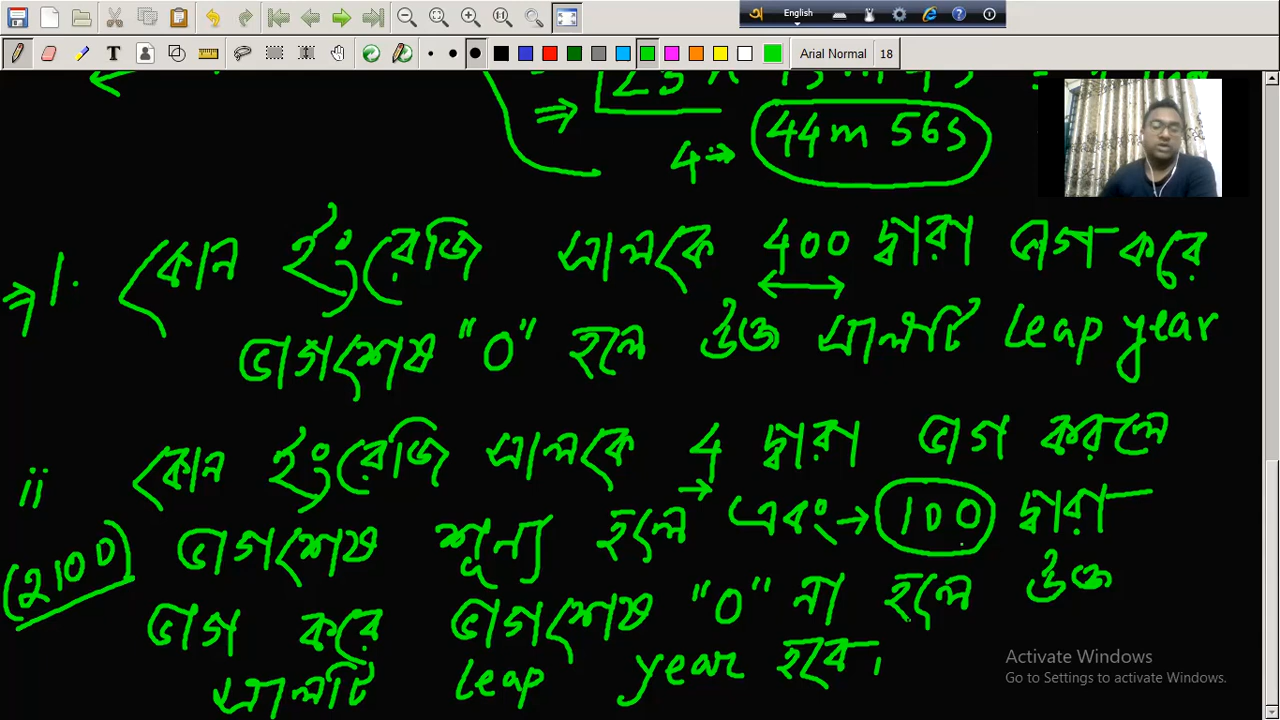 English
Arial Normal 18
44m 56s
4→
⇒ 1. কোন ইংরেজি সালকে 400 দ্বারা ভাগ করে
ভাগশেষ "0" হলে উক্ত সালটি leap year
ii কোন ইংরেজি সালকে 4 দ্বারা ভাগ করলে
ভাগশেষ শূন্য হলে এবং → 100 দ্বারা
(2100)
ভাগ করে ভাগশেষ "0" না হলে উক্ত
সালটি leap year হবে।
Activate Windows
Go to Settings to activate Windows.